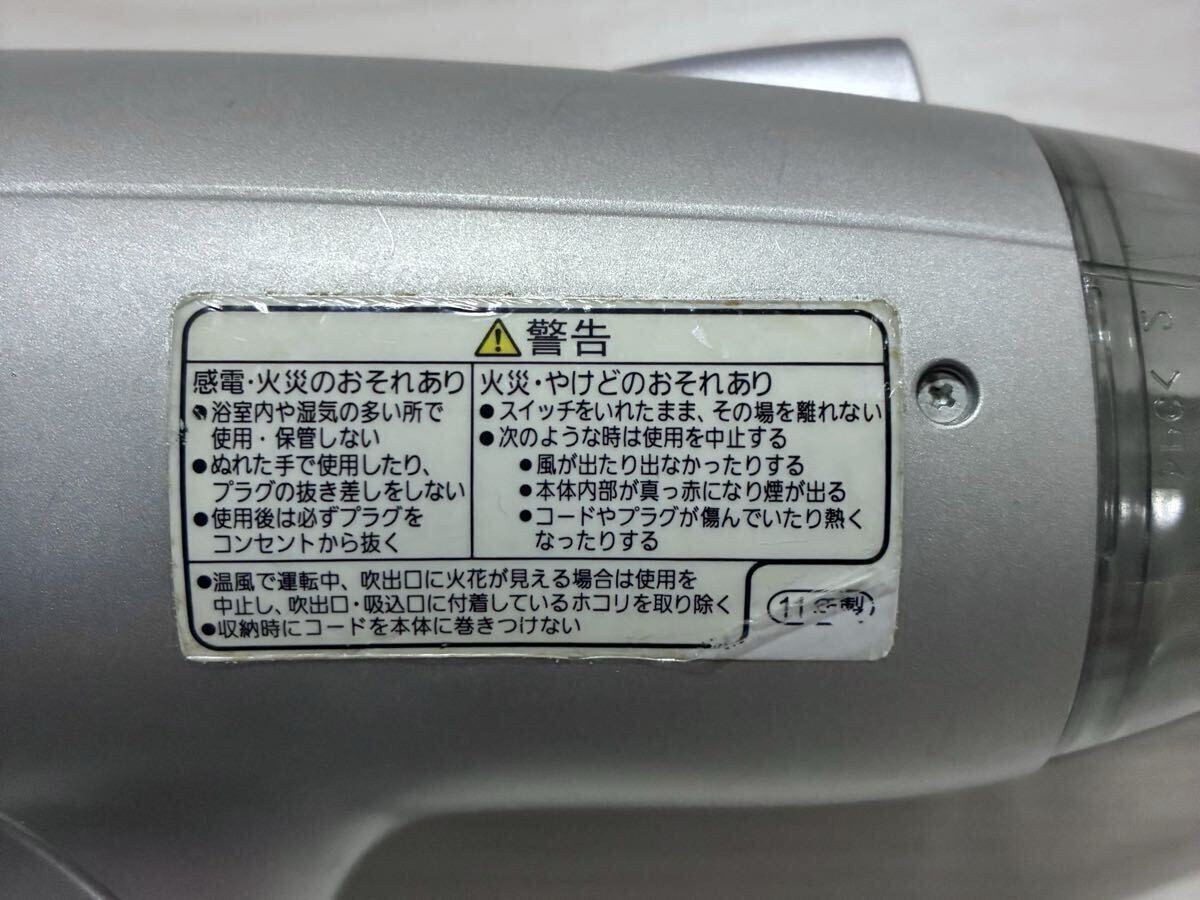 警告
感電・火災のおそれあり
●浴室内や湿気の多い所で
使用・保管しない
●ぬれた手で使用したり、
プラグの抜き差しをしない
●使用後は必ずプラグを
コンセントから抜く
火災・やけどのおそれあり
●スイッチをいれたまま、その場を離れない
●次のような時は使用を中止する
●風が出たり出なかったりする
●本体内部が真っ赤になり煙が出る
●コードやプラグが傷んでいたり熱く
なったりする
●温風で運転中、吹出口に火花が見える場合は使用を
中止し、吹出口・吸込口に付着しているホコリを取り除く
●収納時にコードを本体に巻きつけない
11年製